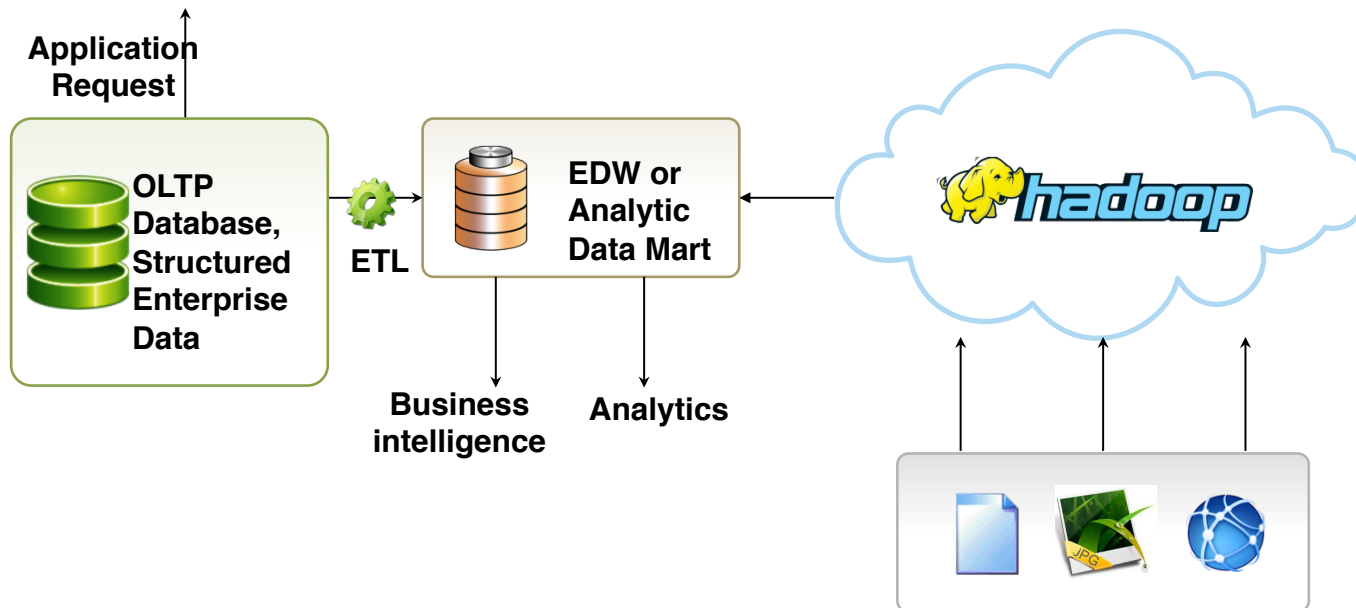 Application
Request
OLTP
Database,
Structured
Enterprise
Data
ETL
EDW or
Analytic
Data Mart
hadoop
Business
intelligence
Analytics
JPG